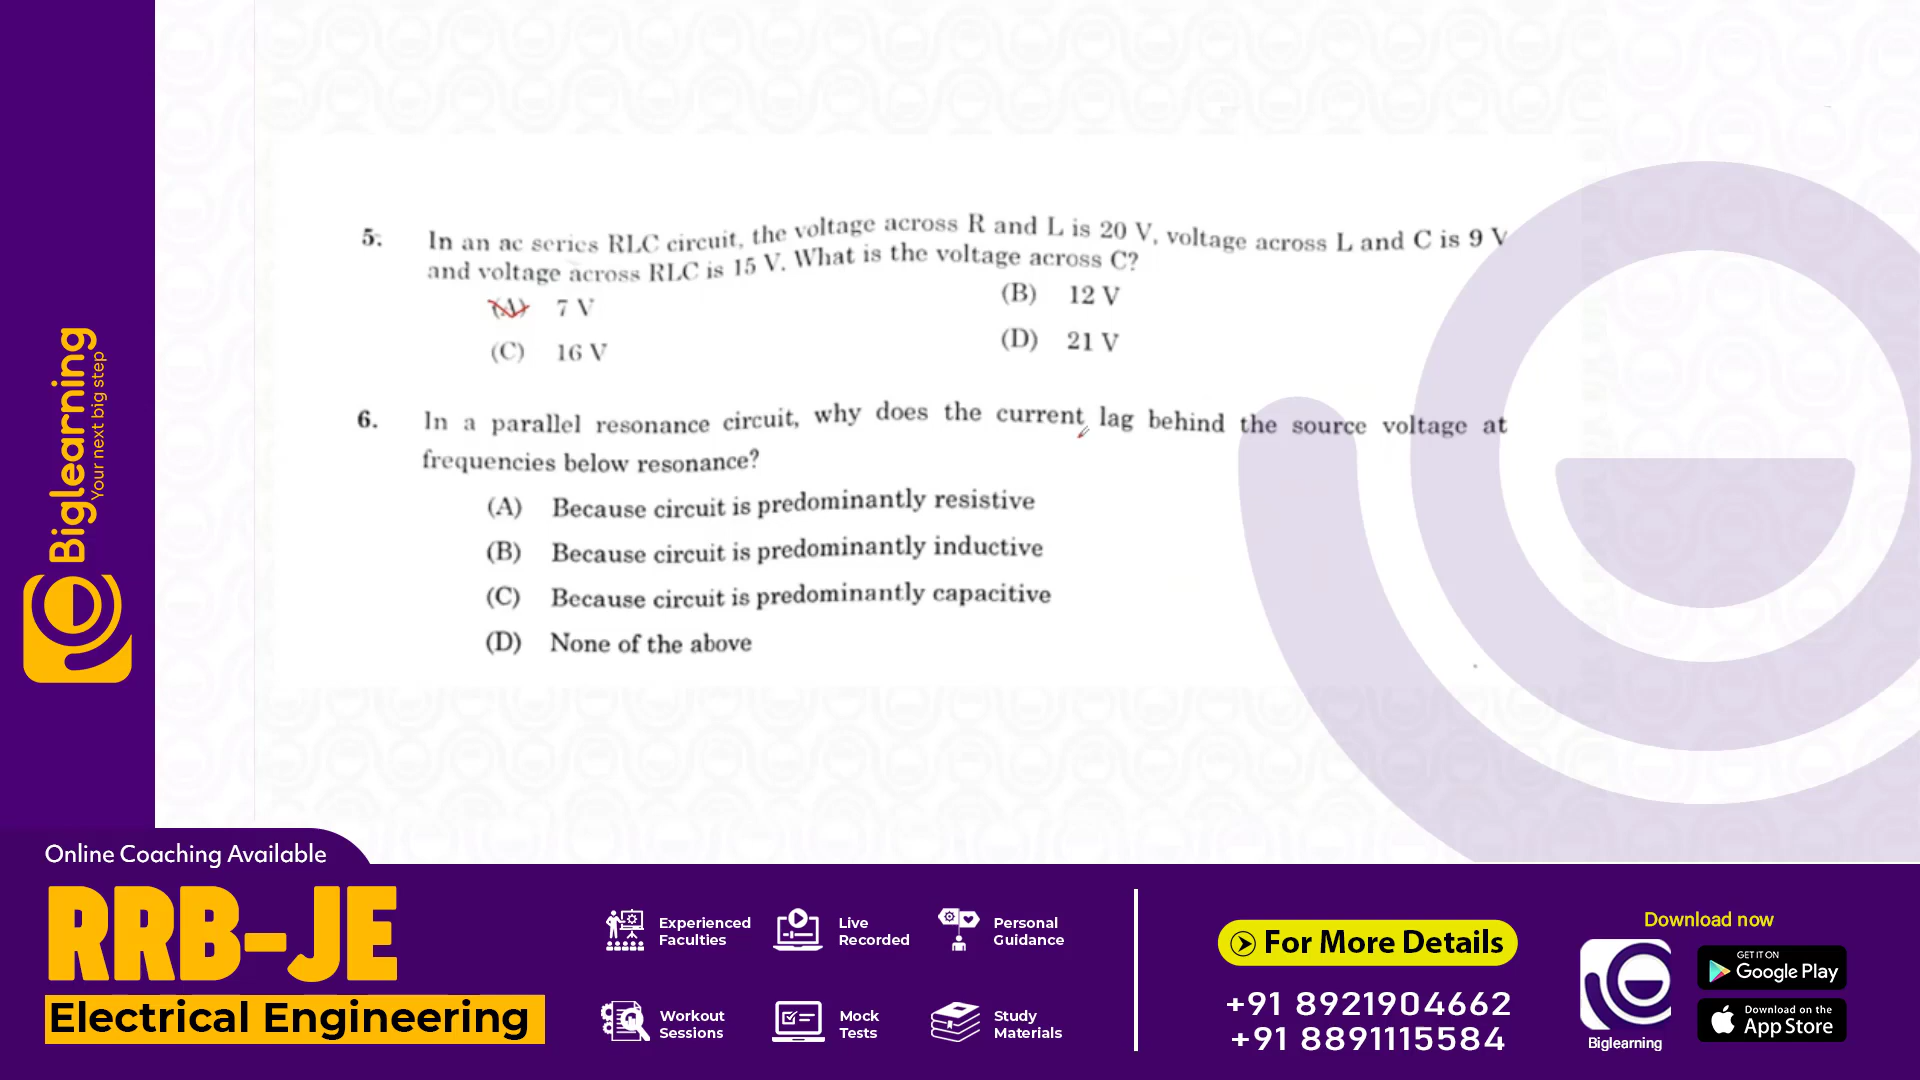 5. In an ac series RLC circuit, the voltage across R and L is 20 V, voltage across L and C is 9 V
and voltage across RLC is 15 V. What is the voltage across C?
(A) 7 V
(B) 12 V
(C) 16 V
(D) 21 V
6. In a parallel resonance circuit, why does the current lag behind the source voltage at
frequencies below resonance?
(A) Because circuit is predominantly resistive
(B) Because circuit is predominantly inductive
(C) Because circuit is predominantly capacitive
(D) None of the above
Biglearning
Your next big step
Online Coaching Available
RRB-JE
Electrical Engineering
Experienced
Faculties
Live
Recorded
Personal
Guidance
Workout
Sessions
Mock
Tests
Study
Materials
For More Details
+91 8921904662
+91 8891115584
Download now
Biglearning
GET IT ON
Google Play
Download on the
App Store